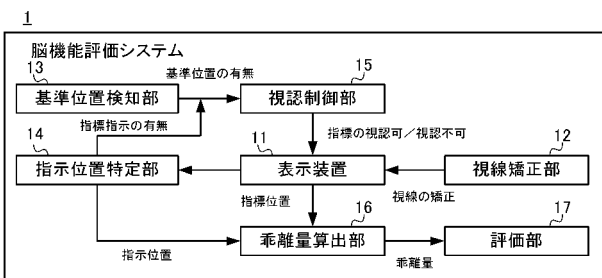 1
脳機能評価システム
13
基準位置の有無
15
基準位置検知部
視認制御部
指標指示の有無
14
指標の視認可／視認不可
11
12
指示位置特定部
表示装置
視線矯正部
指標位置
視線の矯正
16
17
乖離量算出部
評価部
指示位置
乖離量